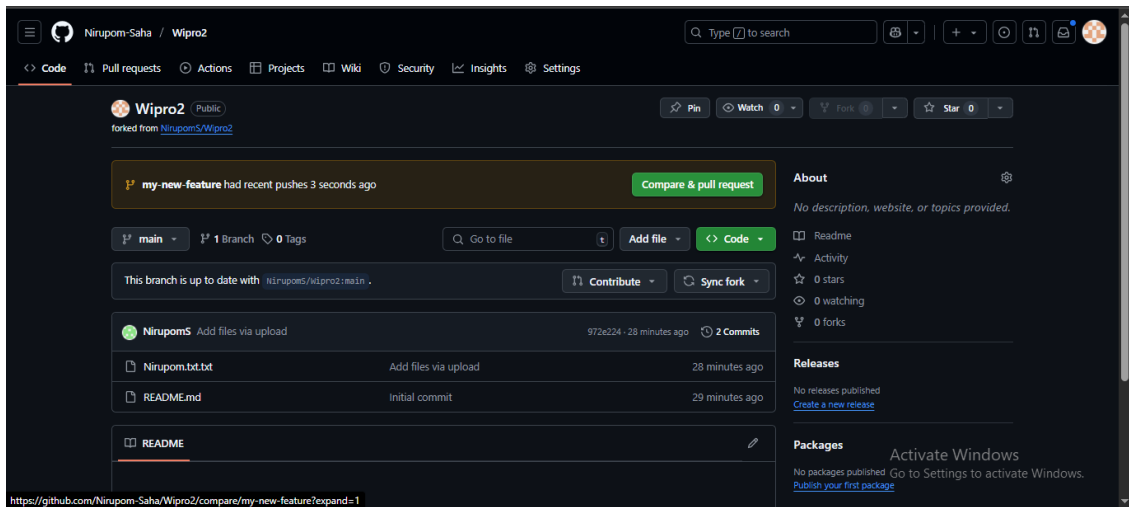 Nirupom-Saha / Wipro2
Type / to search
Code Pull requests Actions Projects Wiki Security Insights Settings
Wipro2 Public
Pin Watch 0 Fork 0 Star 0
forked from NirupomS/Wipro2
my-new-feature had recent pushes 3 seconds ago
Compare & pull request
main 1 Branch 0 Tags
Go to file t
Add file Code
This branch is up to date with NirupomS/Wipro2:main .
Contribute Sync fork
NirupomS Add files via upload 972e224 · 28 minutes ago 2 Commits
Nirupom.txt.txt Add files via upload 28 minutes ago
README.md Initial commit 29 minutes ago
README
About
No description, website, or topics provided.
Readme
Activity
0 stars
0 watching
0 forks
Releases
No releases published
Create a new release
Packages
No packages published
Publish your first package
Activate Windows
Go to Settings to activate Windows.
https://github.com/Nirupom-Saha/Wipro2/compare/my-new-feature?expand=1